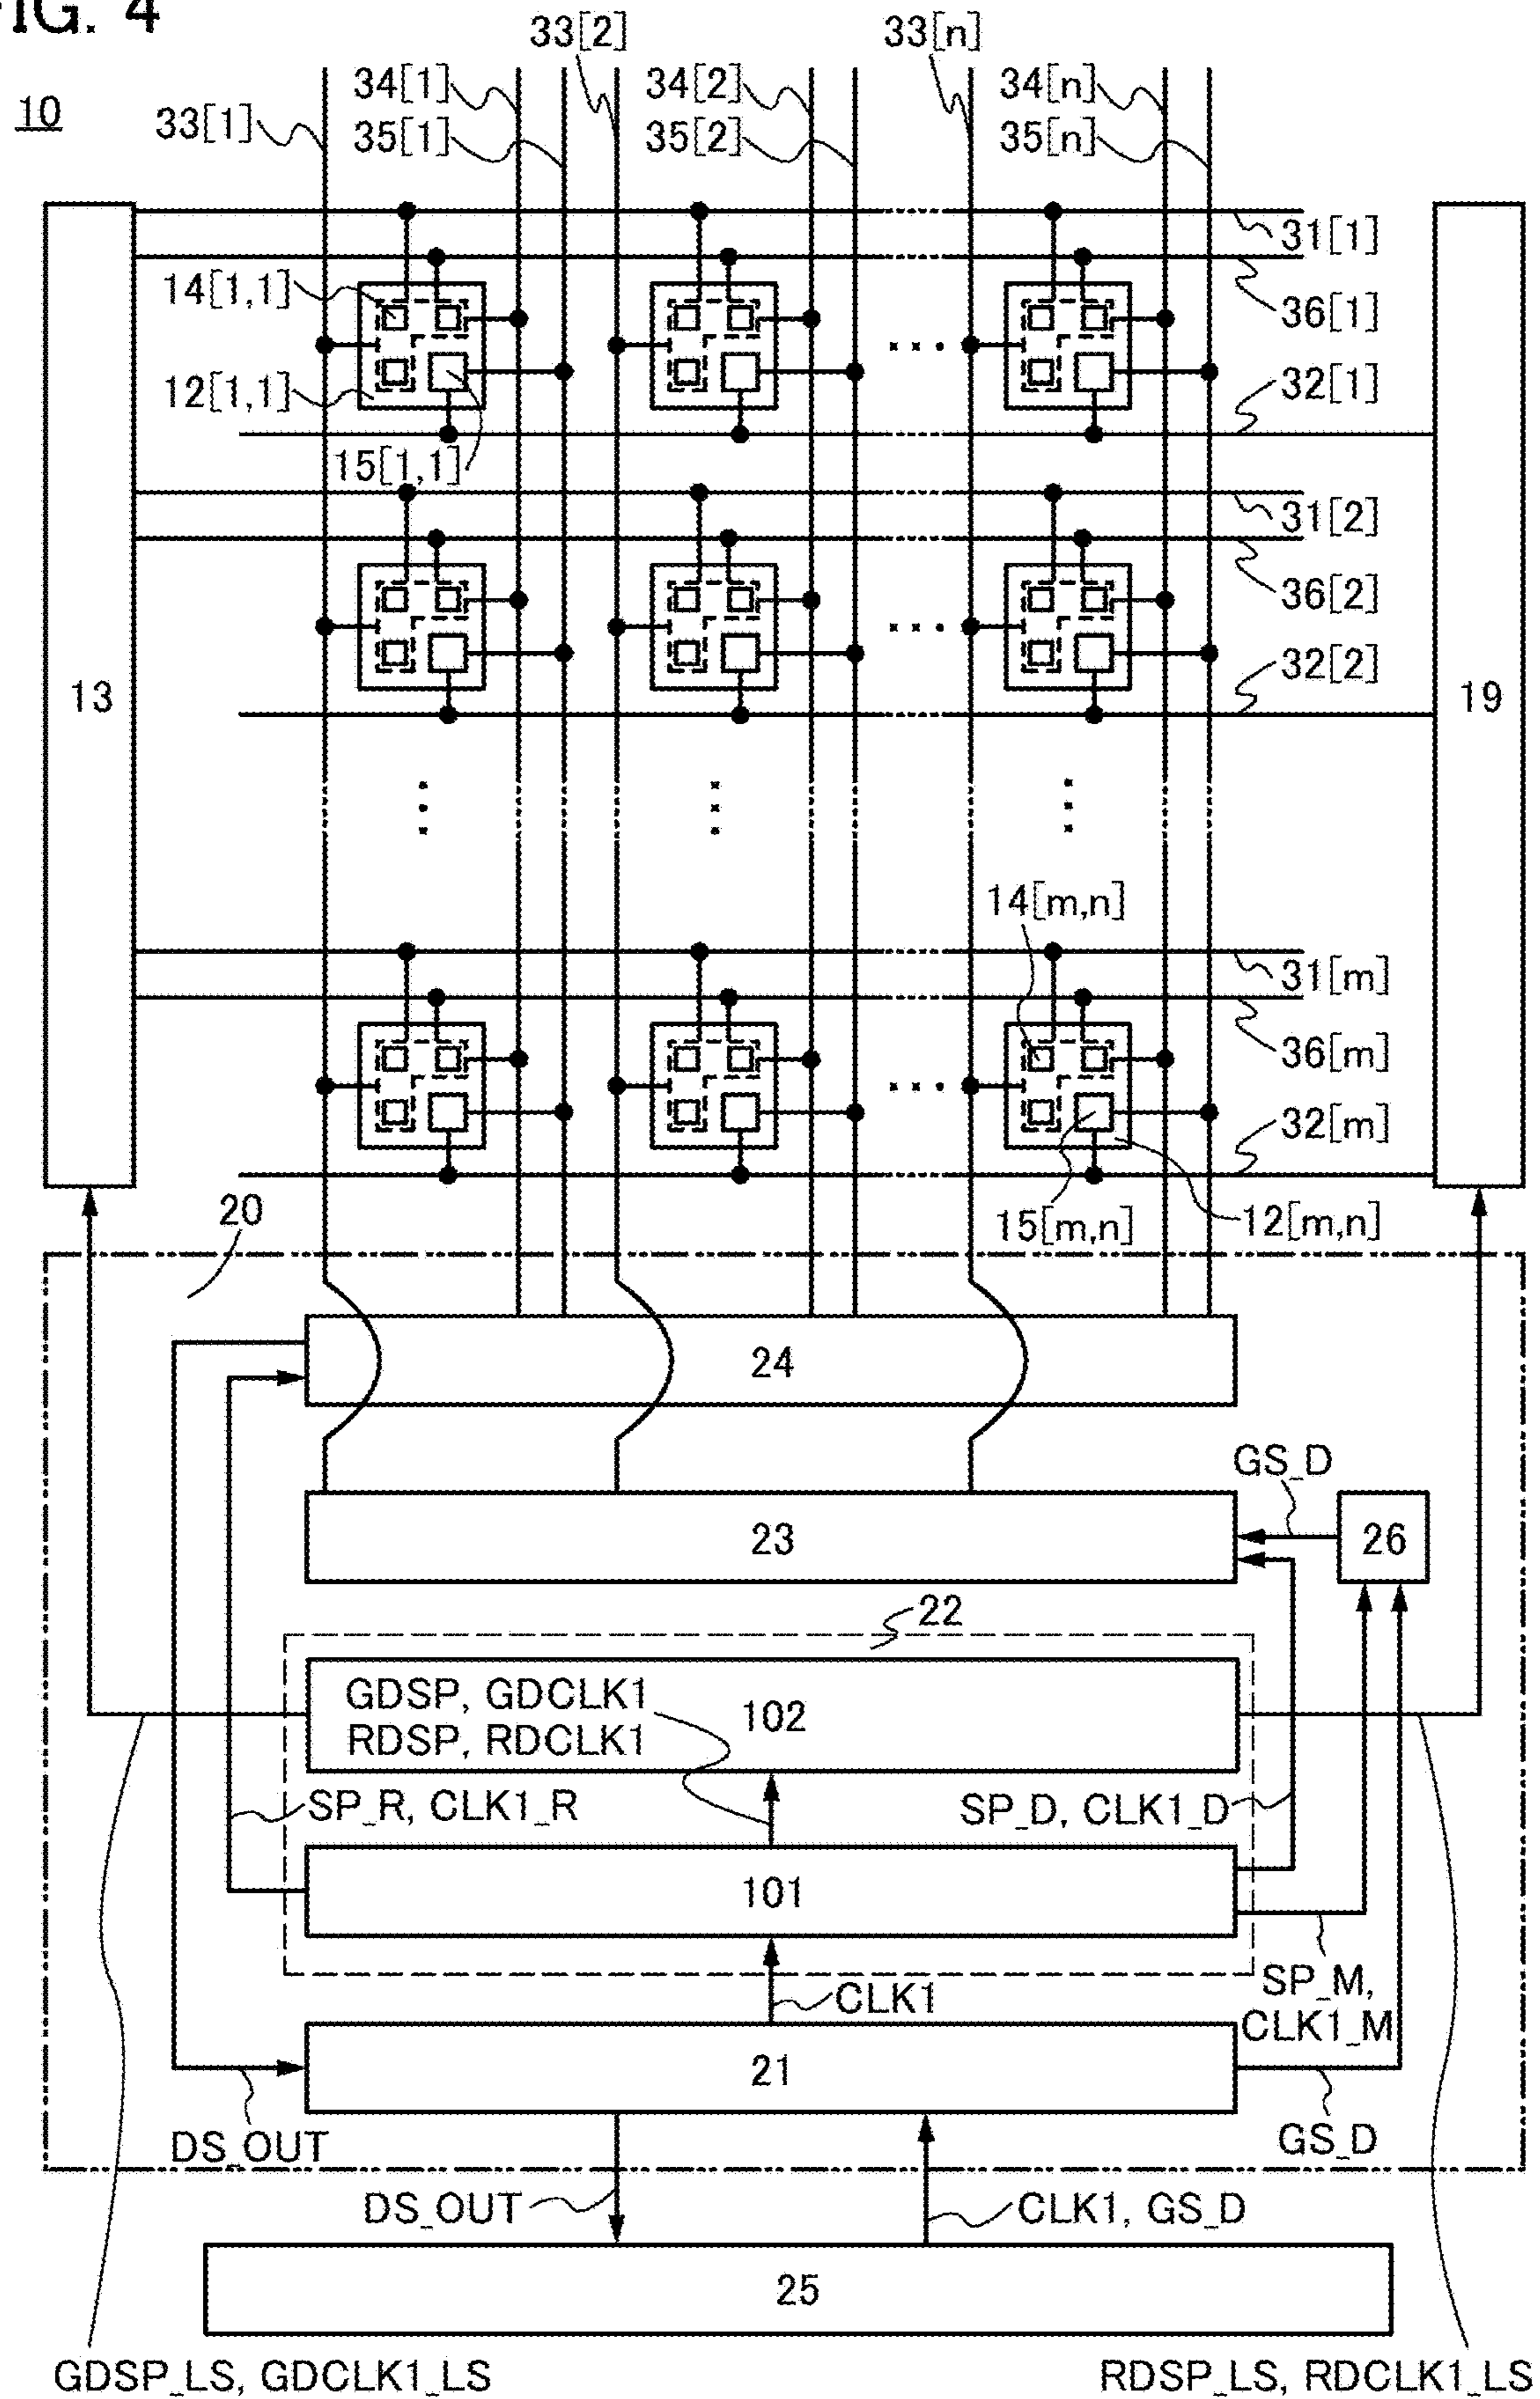 FIG. 4
10
33[1]
34[1]
35[1]
33[2]
34[2]
35[2]
33[n]
34[n]
35[n]
31[1]
14[1,1]
36[1]
12[1,1]
32[1]
15[1,1]
31[2]
36[2]
32[2]
13
19
14[m,n]
31[m]
36[m]
32[m]
15[m,n]
12[m,n]
20
24
GS_D
23
26
22
GDSP, GDCLK1
RDSP, RDCLK1
102
SP_R, CLK1_R
SP_D, CLK1_D
101
SP_M,
CLK1_M
CLK1
21
DS_OUT
GS_D
DS_OUT
CLK1, GS_D
25
GDSP_LS, GDCLK1_LS
RDSP_LS, RDCLK1_LS